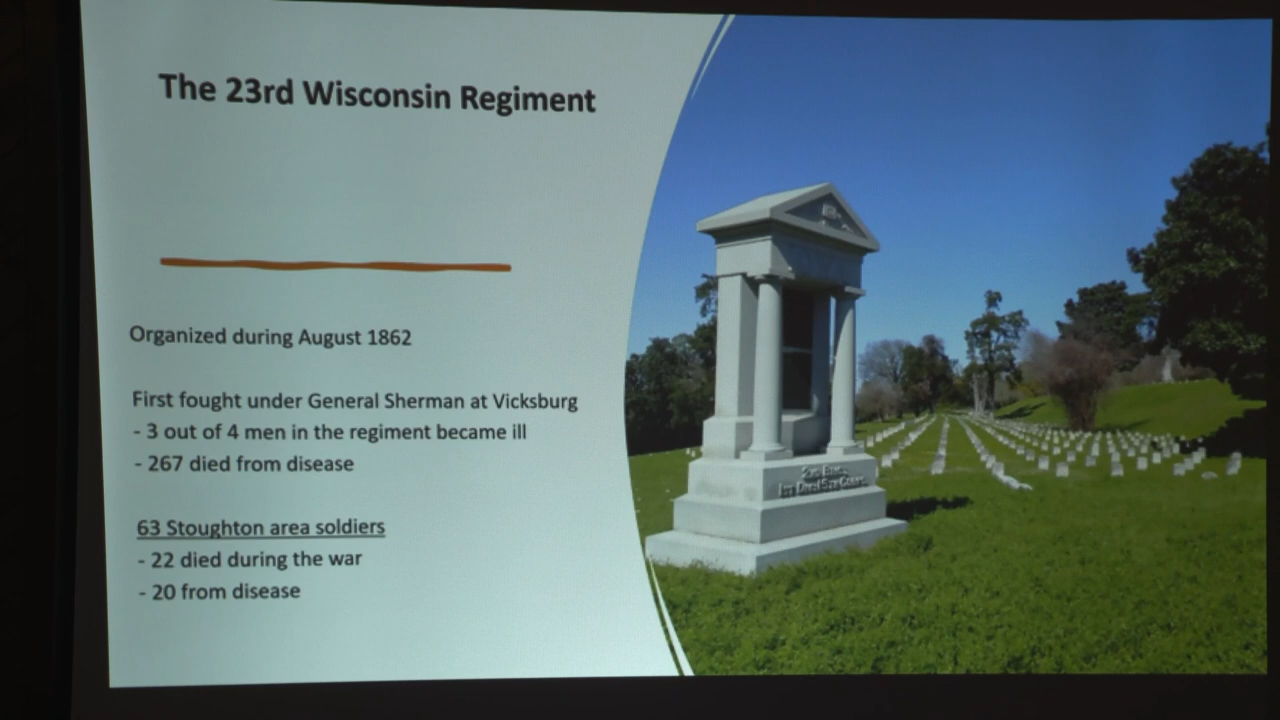 The 23rd Wisconsin Regiment
Organized during August 1862
First fought under General Sherman at Vicksburg
- 3 out of 4 men in the regiment became ill
- 267 died from disease
63 Stoughton area soldiers
- 22 died during the war
- 20 from disease